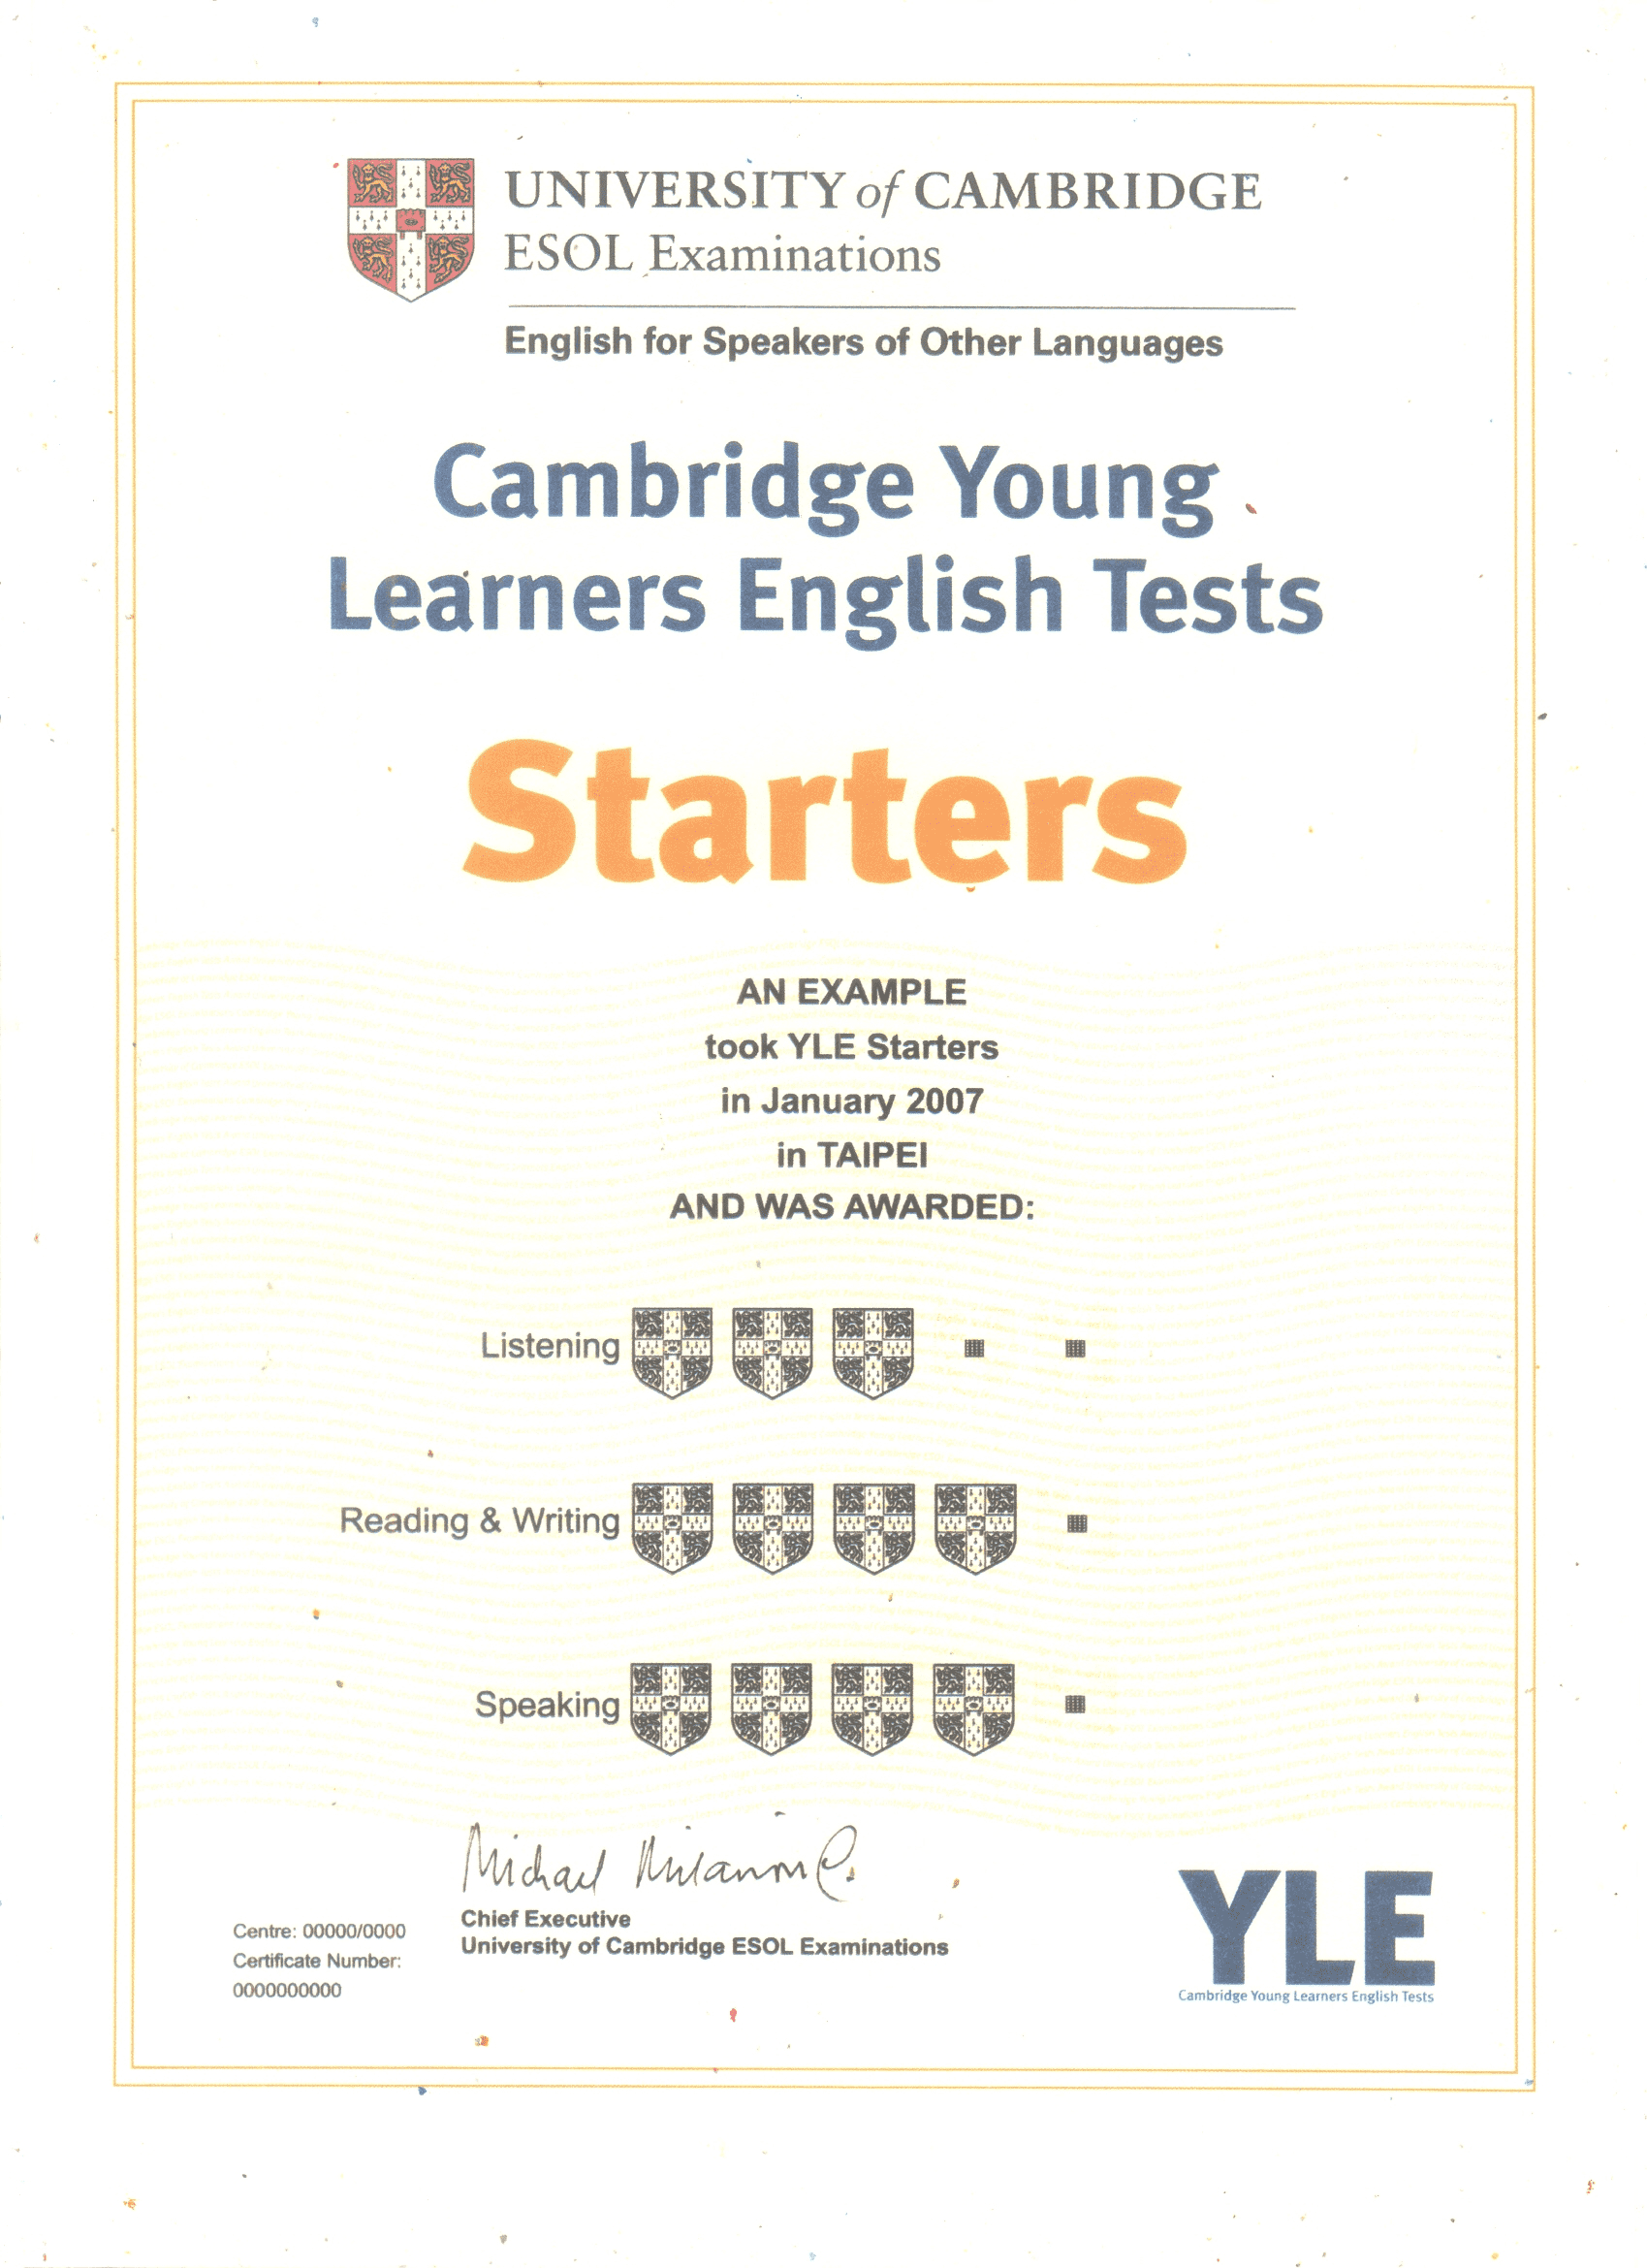 UNIVERSITY of CAMBRIDGE
ESOL Examinations
English for Speakers of Other Languages
Cambridge Young
Learners English Tests
Starters
AN EXAMPLE
took YLE Starters
in January 2007
in TAIPEI
AND WAS AWARDED:
Listening
Reading & Writing
Speaking
Michael Milanovic
Chief Executive
University of Cambridge ESOL Examinations
Centre: 00000/0000
Certificate Number:
0000000000
YLE
Cambridge Young Learners English Tests